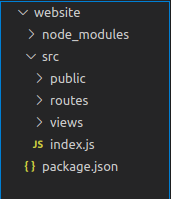 website
node_modules
src
public
routes
views
JS index.js
{} package.json